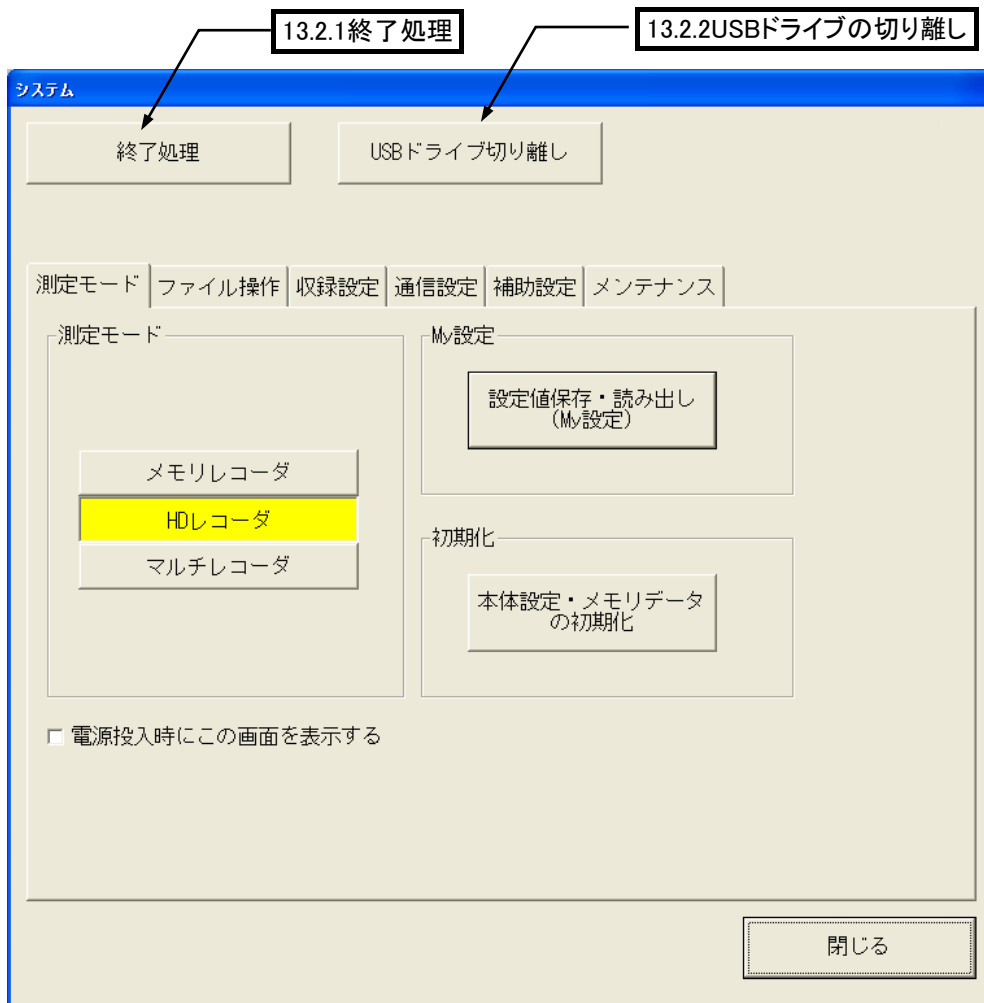 13.2.1終了処理
13.2.2USBドライブの切り離し
システム
終了処理
USBドライブ切り離し
測定モード
ファイル操作
収録設定
通信設定
補助設定
メンテナンス
測定モード
メモリレコーダ
HDレコーダ
マルチレコーダ
My設定
設定値保存・読み出し
(My設定)
初期化
本体設定・メモリデータ
の初期化
電源投入時にこの画面を表示する
閉じる